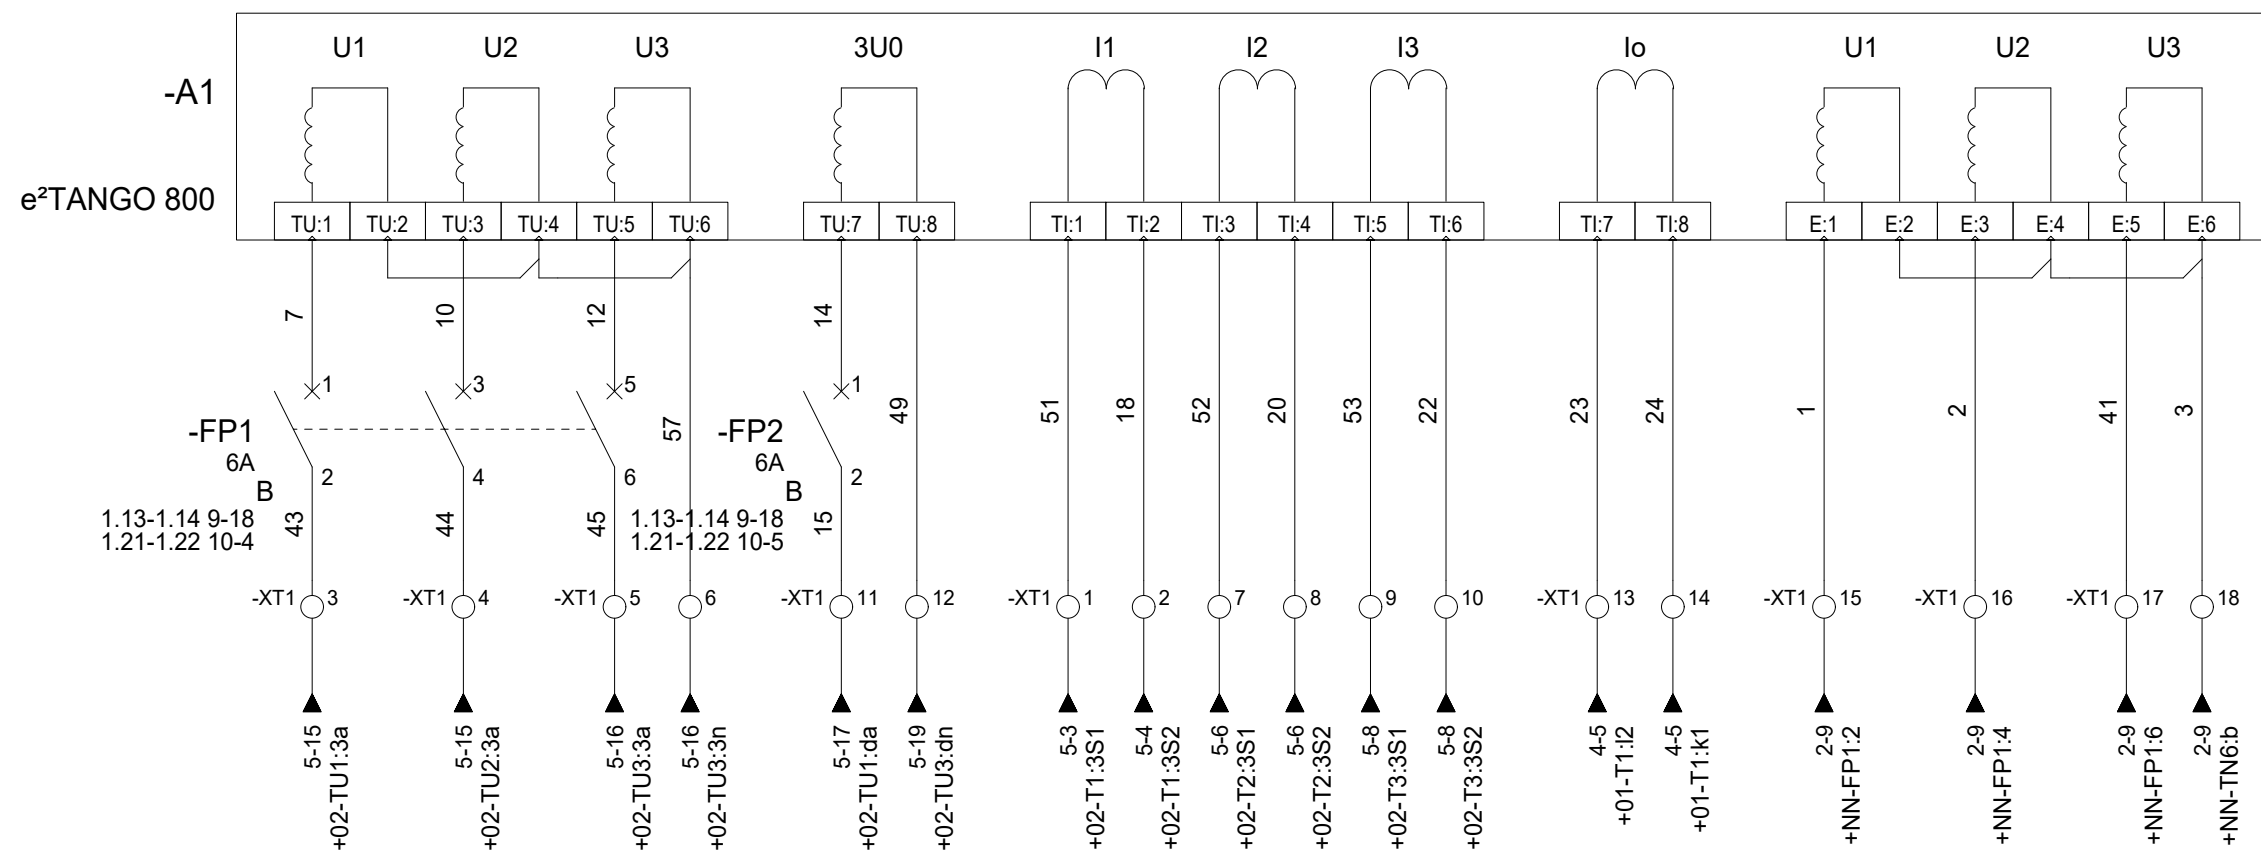 U1 U2 U3 3U0 I1 I2 I3 Io U1 U2 U3
-A1
e²TANGO 800
TU:1 TU:2 TU:3 TU:4 TU:5 TU:6 TU:7 TU:8 TI:1 TI:2 TI:3 TI:4 TI:5 TI:6 TI:7 TI:8 E:1 E:2 E:3 E:4 E:5 E:6
7 10 12 14
1 3 5 1
51 18 52 20 53 22 23 24 1 2 41 3
57 49
-FP1 -FP2
6A 6A
2 4 6 2
B B
1.13-1.14 9-18 1.13-1.14 9-18
1.21-1.22 10-4 1.21-1.22 10-5
43 44 45 15
-XT1 3 -XT1 4 -XT1 5 6 -XT1 11 12 -XT1 1 2 7 8 9 10 -XT1 13 14 -XT1 15 -XT1 16 -XT1 17 18
5-15
+02-TU1:3a
5-15
+02-TU2:3a
5-16
+02-TU3:3a
5-16
+02-TU3:3n
5-17
+02-TU1:da
5-19
+02-TU3:dn
5-3
+02-T1:3S1
5-4
+02-T1:3S2
5-6
+02-T2:3S1
5-6
+02-T2:3S2
5-8
+02-T3:3S1
5-8
+02-T3:3S2
4-5
+01-T1:l2
4-5
+01-T1:k1
2-9
+NN-FP1:2
2-9
+NN-FP1:4
2-9
+NN-FP1:6
2-9
+NN-TN6:b